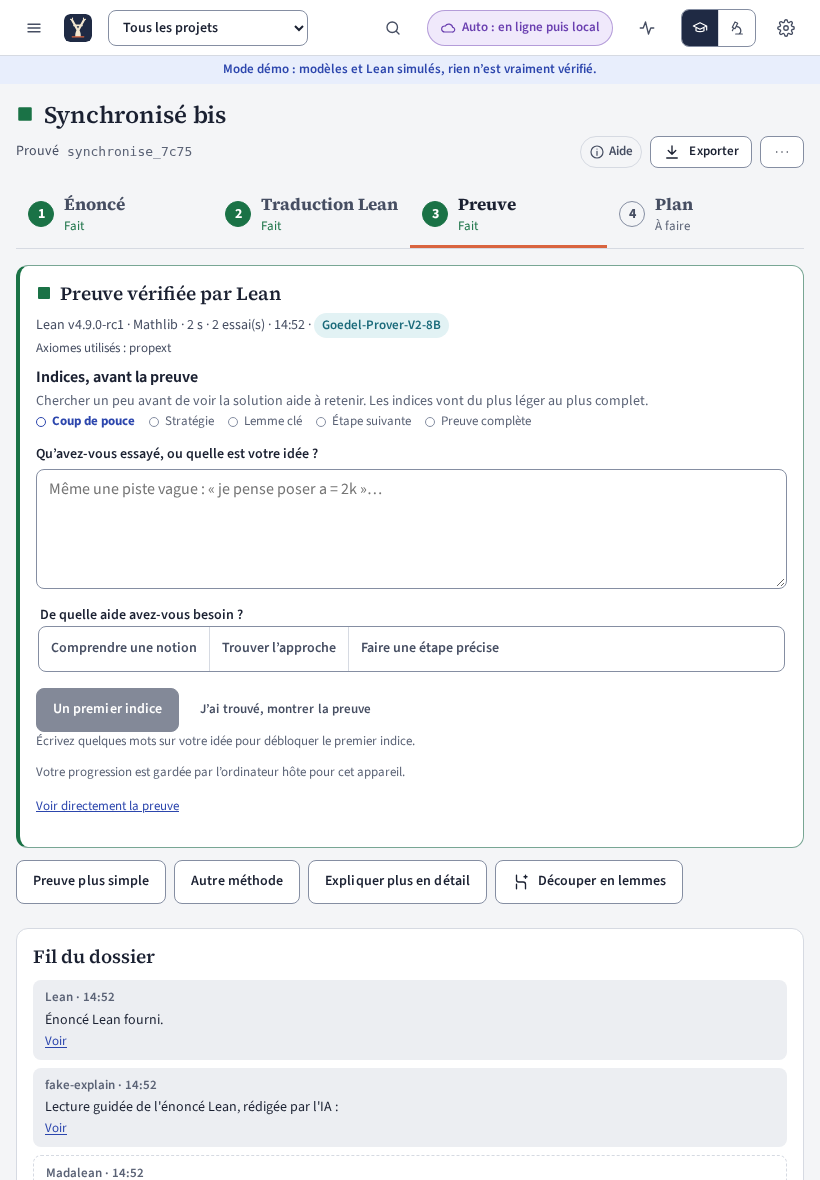 Tous les projets
Auto : en ligne puis local
Mode démo : modèles et Lean simulés, rien n’est vraiment vérifié.
Synchronisé bis
Prouvé synchronise_7c75
Aide
Exporter
···
1 Énoncé
Fait
2 Traduction Lean
Fait
3 Preuve
Fait
4 Plan
À faire
Preuve vérifiée par Lean
Lean v4.9.0-rc1 · Mathlib · 2 s · 2 essai(s) · 14:52 · Goedel-Prover-V2-8B
Axiomes utilisés : propext
Indices, avant la preuve
Chercher un peu avant de voir la solution aide à retenir. Les indices vont du plus léger au plus complet.
Coup de pouce Stratégie Lemme clé Étape suivante Preuve complète
Qu’avez-vous essayé, ou quelle est votre idée ?
Même une piste vague : « je pense poser a = 2k »…
De quelle aide avez-vous besoin ?
Comprendre une notion Trouver l’approche Faire une étape précise
Un premier indice J’ai trouvé, montrer la preuve
Écrivez quelques mots sur votre idée pour débloquer le premier indice.
Votre progression est gardée par l’ordinateur hôte pour cet appareil.
Voir directement la preuve
Preuve plus simple Autre méthode Expliquer plus en détail Découper en lemmes
Fil du dossier
Lean · 14:52
Énoncé Lean fourni.
Voir
fake-explain · 14:52
Lecture guidée de l'énoncé Lean, rédigée par l'IA :
Voir
Madalean · 14:52